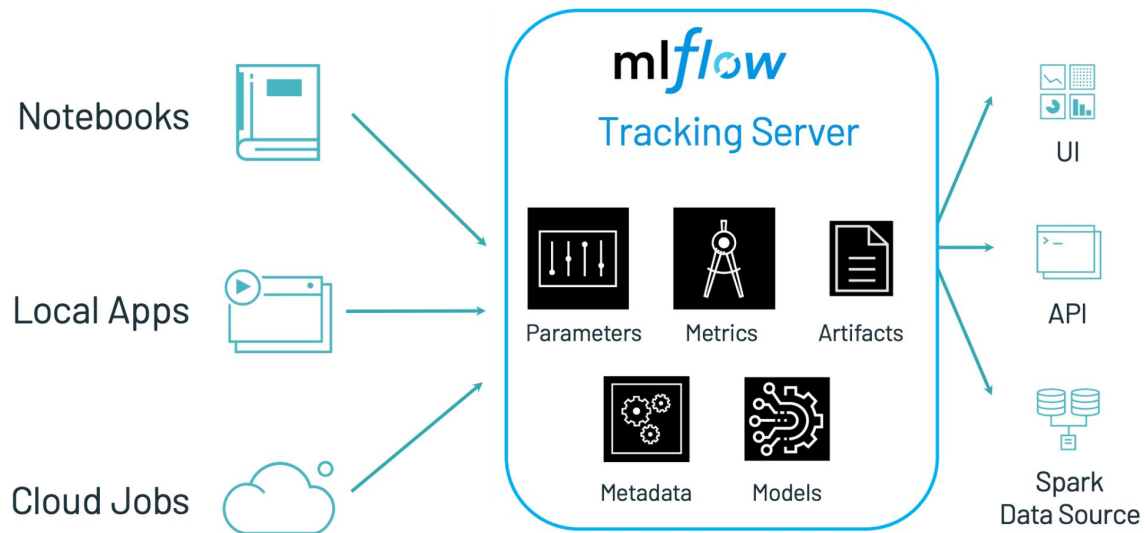 Notebooks
Local Apps
Cloud Jobs
mlflow
Tracking Server
Parameters
Metrics
Artifacts
Metadata
Models
UI
>_
API
Spark
Data Source